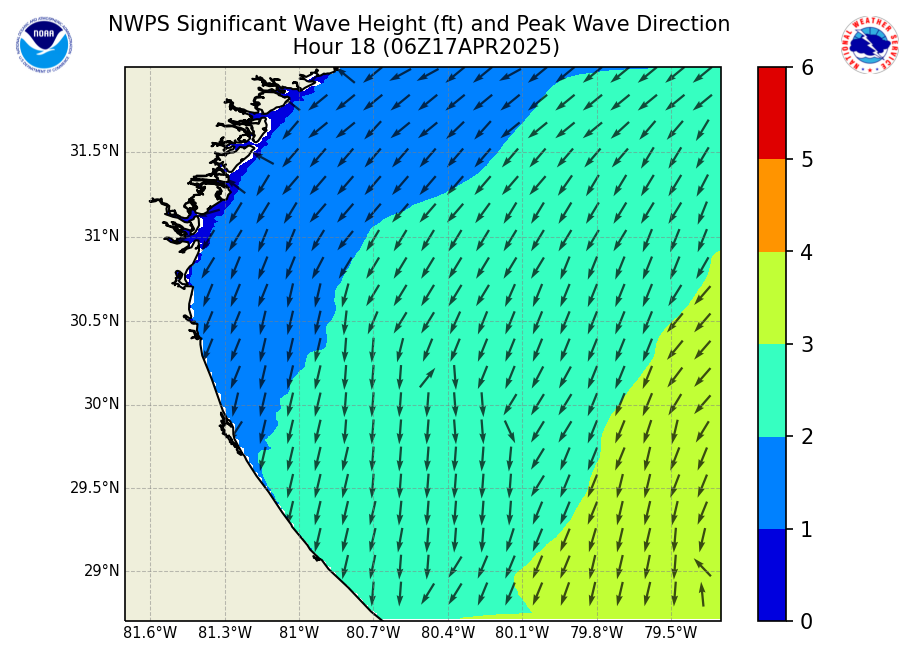 NWPS Significant Wave Height (ft) and Peak Wave Direction
Hour 18 (06Z17APR2025)
NOAA
NATIONAL WEATHER SERVICE
31.5°N
31°N
30.5°N
30°N
29.5°N
29°N
81.6°W 81.3°W 81°W 80.7°W 80.4°W 80.1°W 79.8°W 79.5°W
6
5
4
3
2
1
0